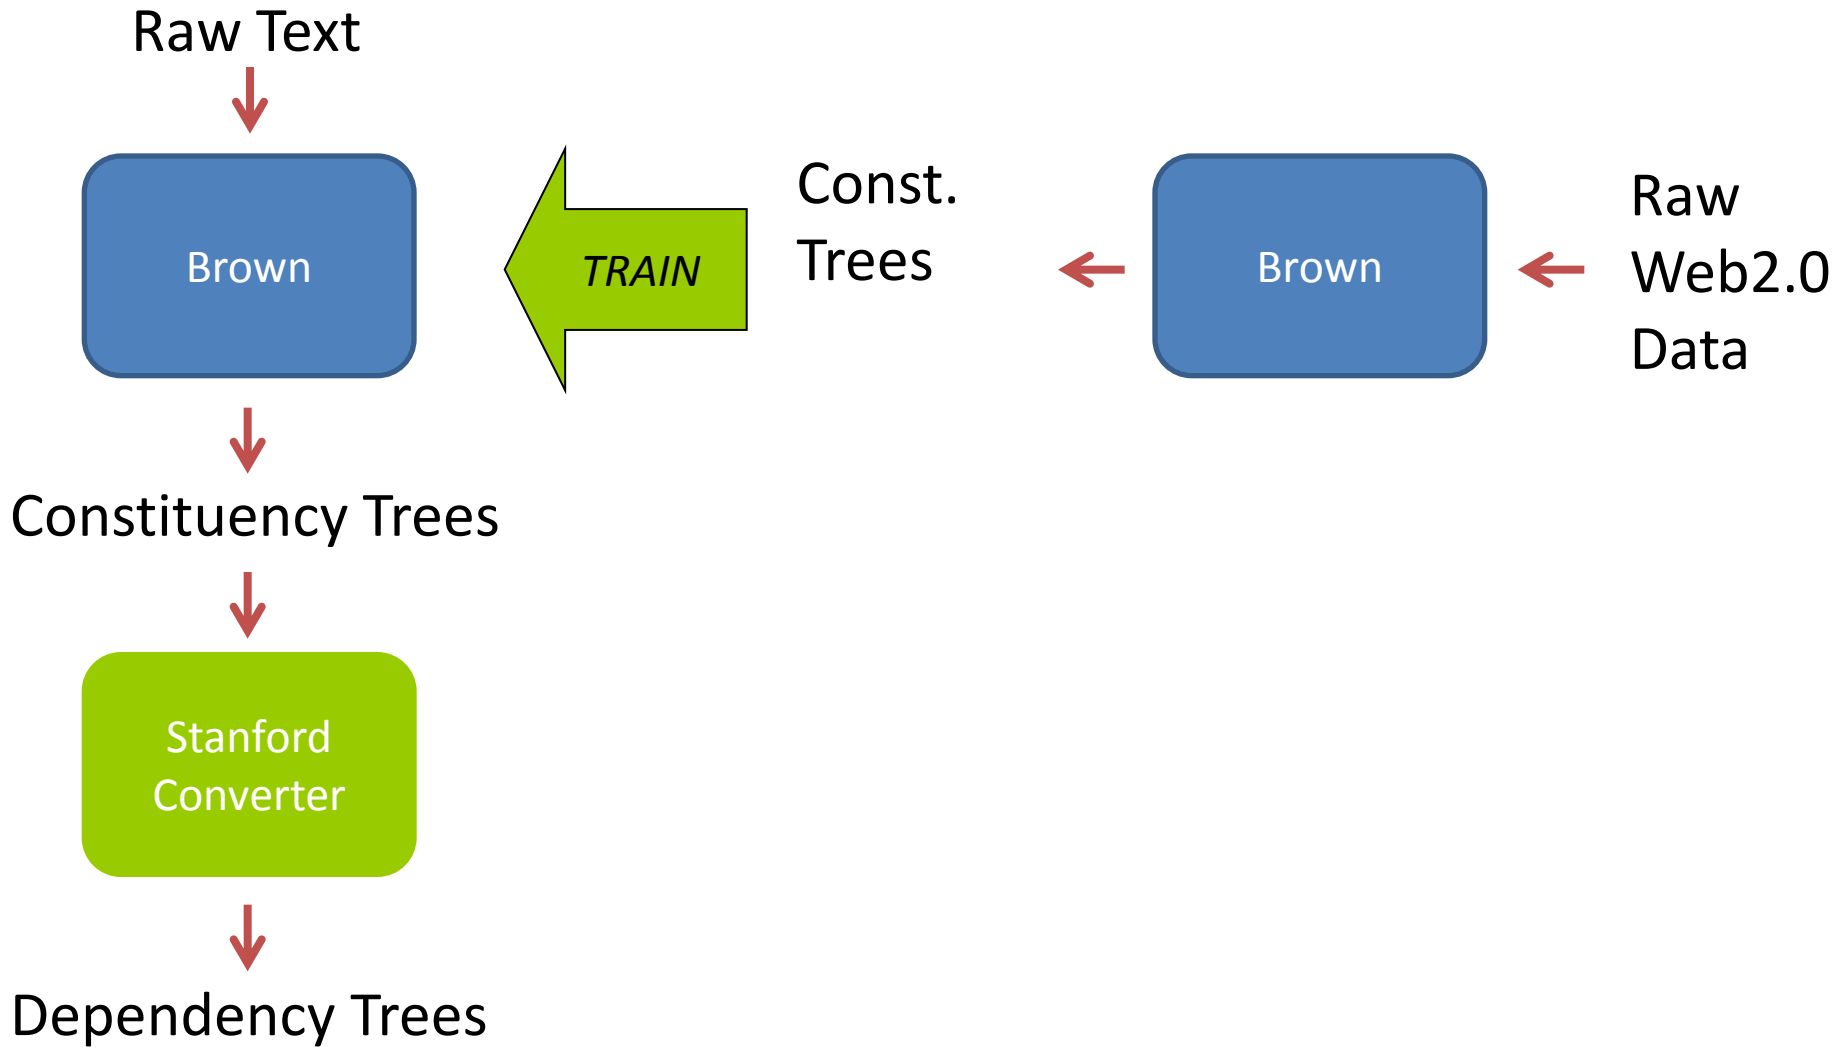 Raw Text
Brown
TRAIN
Const.
Trees
Brown
Raw
Web2.0
Data
Constituency Trees
Stanford
Converter
Dependency Trees